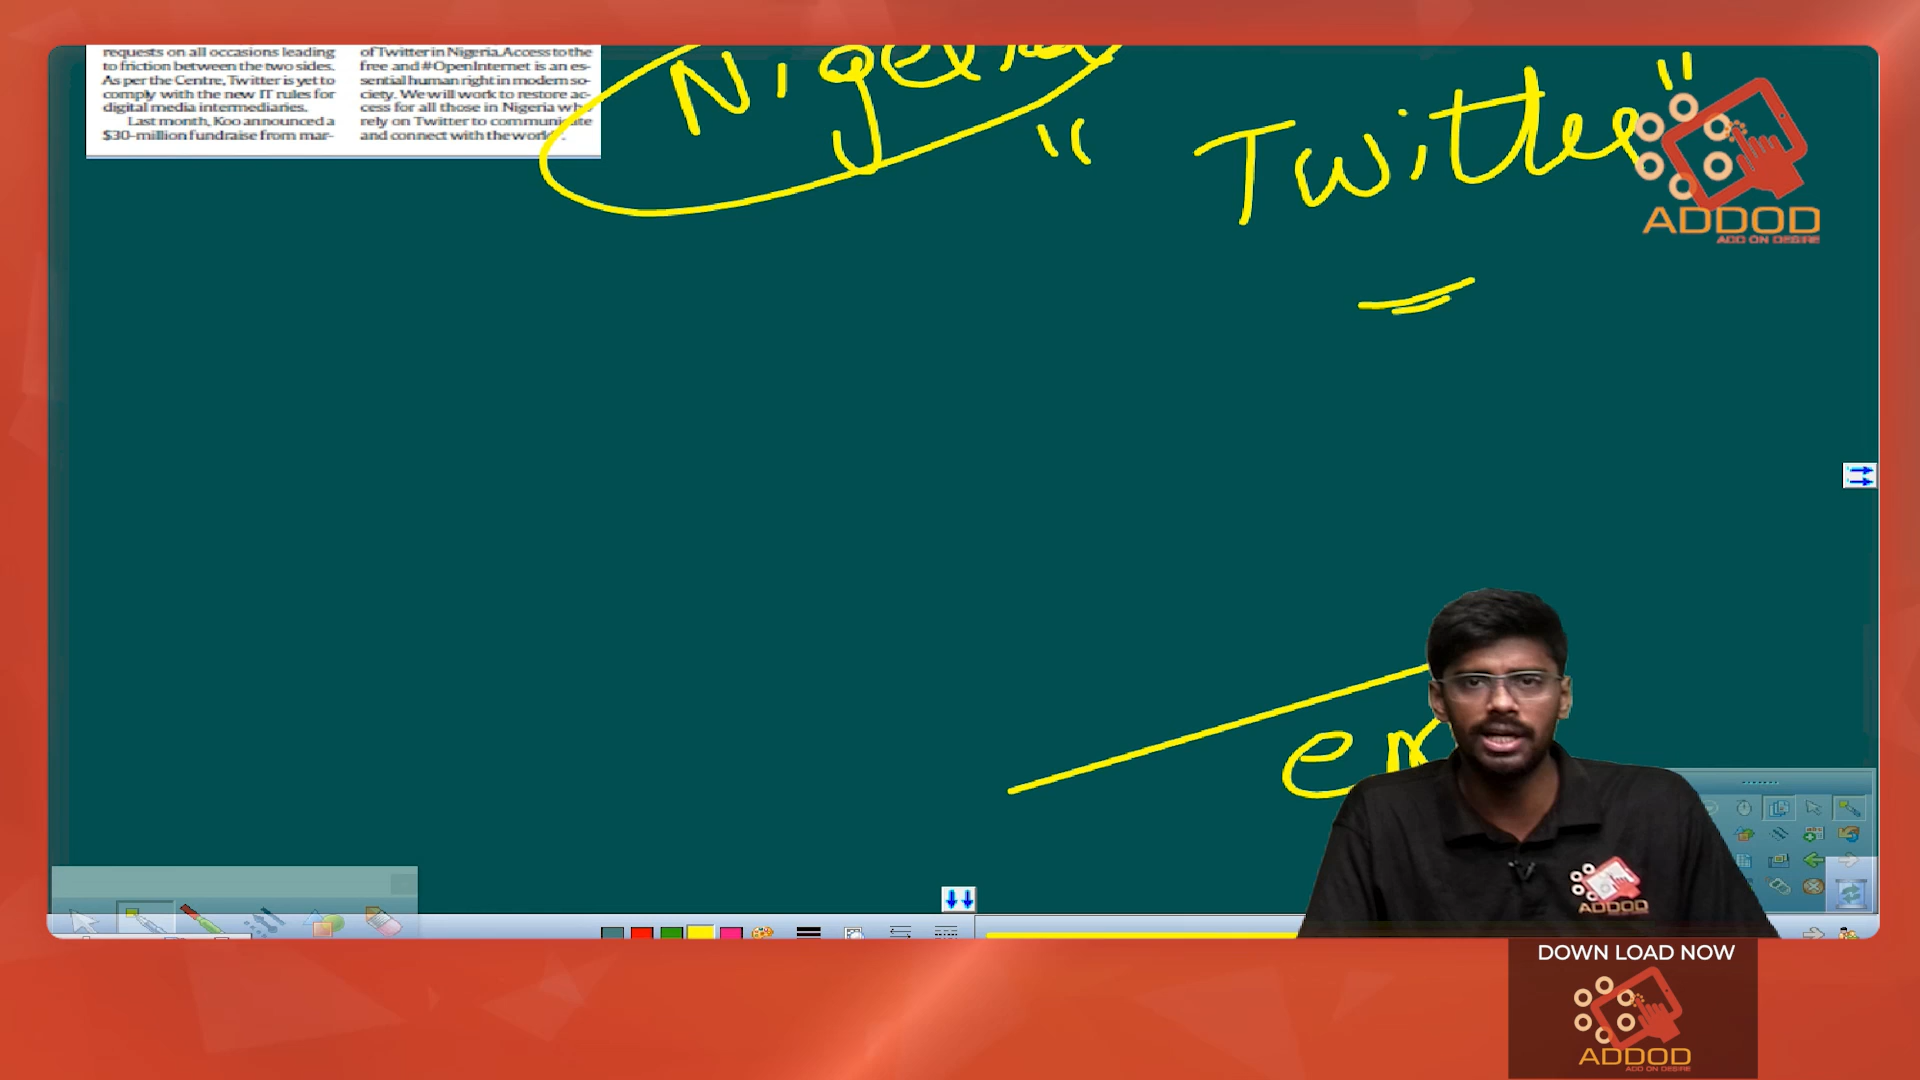 requests on all occasions leading
to friction between the two sides.
As per the Centre, Twitter is yet to
comply with the new IT rules for
digital media intermediaries.
Last month, Koo announced a
$30-million fundraise from mar-
of Twitter in Nigeria. Access to the
free and #OpenInternet is an es-
sential human right in modern so-
ciety. We will work to restore ac-
cess for all those in Nigeria who
rely on Twitter to communicate
and connect with the world".
" Twitter "
ADDOD
ADD ON DESIRE
ADDOD
DOWN LOAD NOW
ADDOD
ADD ON DESIRE